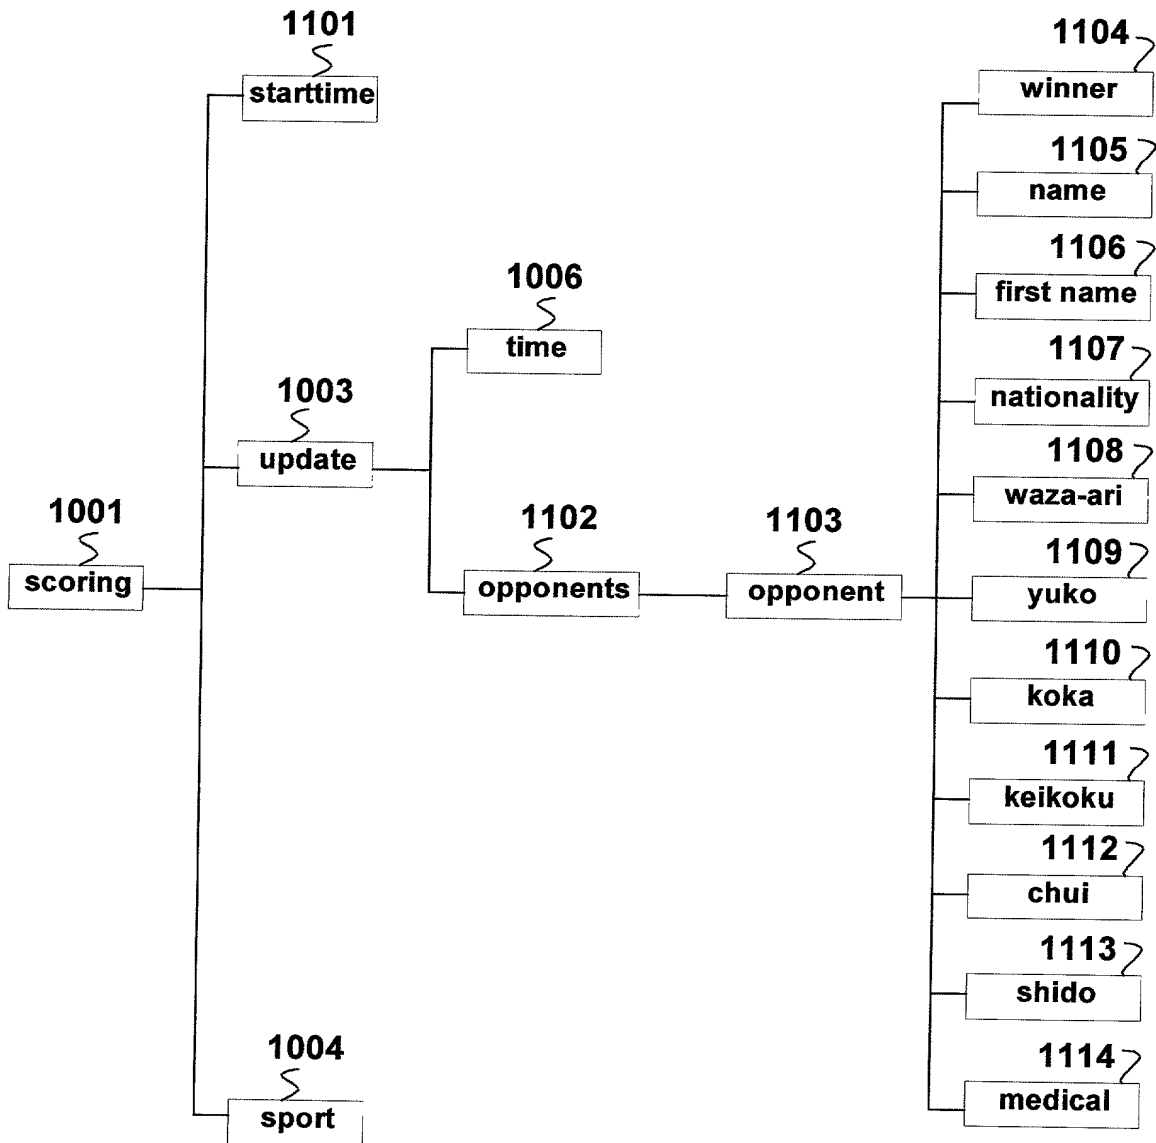 1101
starttime
1104
winner
1105
name
1106
first name
1006
time
1107
nationality
1003
update
1108
waza-ari
1001
scoring
1102
opponents
1103
opponent
1109
yuko
1110
koka
1111
keikoku
1112
chui
1113
shido
1004
sport
1114
medical